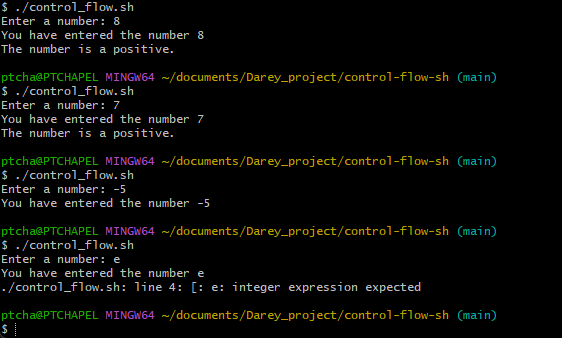 $ ./control_flow.sh
Enter a number: 8
You have entered the number 8
The number is a positive.
ptcha@PTCHAPEL MINGW64 ~/documents/Darey_project/control-flow-sh (main)
$ ./control_flow.sh
Enter a number: 7
You have entered the number 7
The number is a positive.
ptcha@PTCHAPEL MINGW64 ~/documents/Darey_project/control-flow-sh (main)
$ ./control_flow.sh
Enter a number: -5
You have entered the number -5
ptcha@PTCHAPEL MINGW64 ~/documents/Darey_project/control-flow-sh (main)
$ ./control_flow.sh
Enter a number: e
You have entered the number e
./control_flow.sh: line 4: [: e: integer expression expected
ptcha@PTCHAPEL MINGW64 ~/documents/Darey_project/control-flow-sh (main)
$